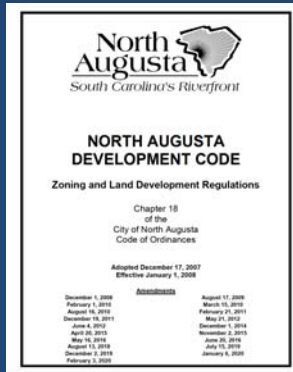 North
Augusta
South Carolina's Riverfront
NORTH AUGUSTA
DEVELOPMENT CODE
Zoning and Land Development Regulations
Chapter 18
of the
City of North Augusta
Code of Ordinances
Adopted December 17, 2007
Effective January 1, 2008
Amendments
December 1, 2008 August 17, 2009
February 1, 2010 March 15, 2010
August 16, 2010 February 21, 2011
December 19, 2011 May 21, 2012
June 4, 2012 December 1, 2014
April 20, 2015 November 2, 2015
May 16, 2016 June 20, 2016
August 13, 2018 July 15, 2019
December 2, 2019 January 6, 2020
February 3, 2020